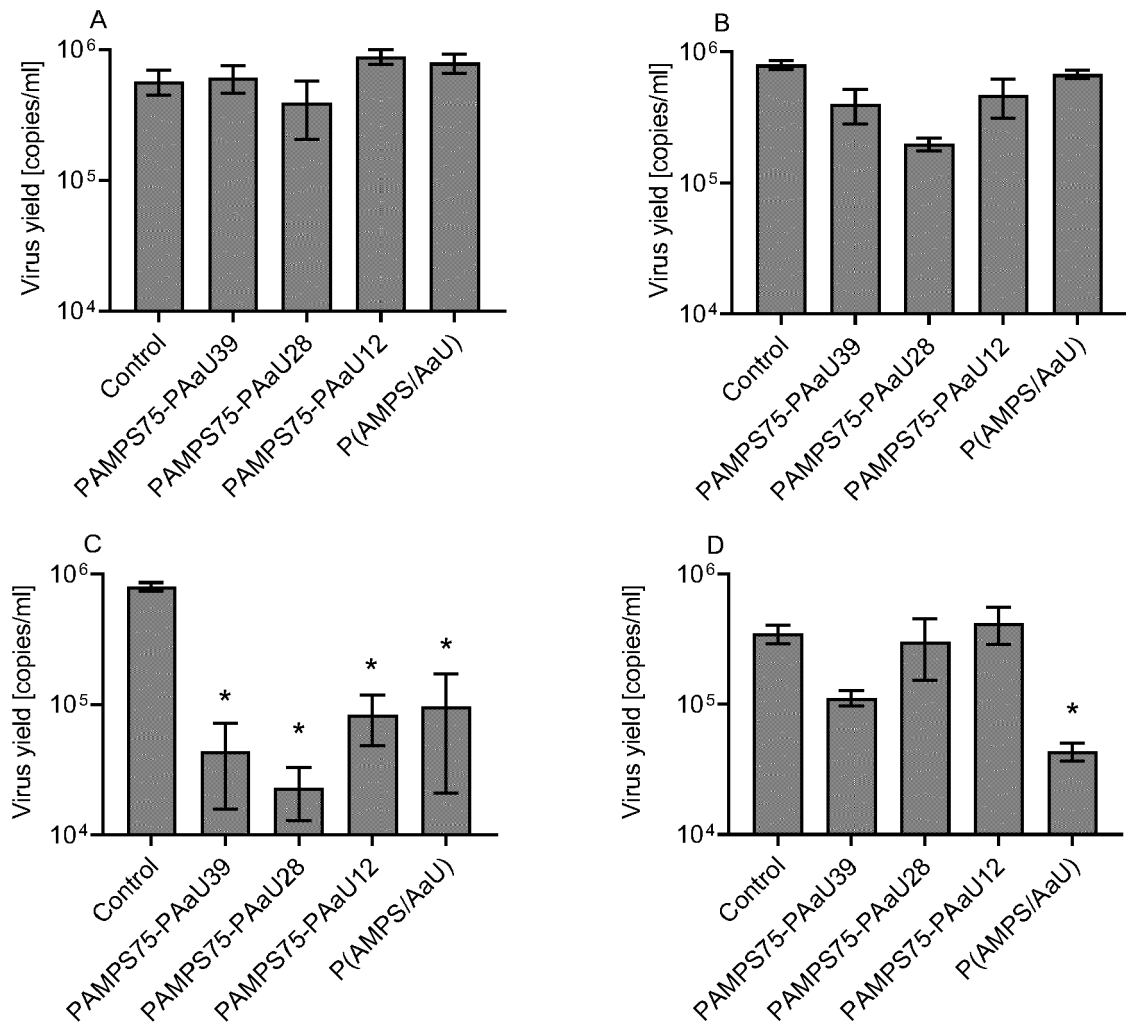 A
Virus yield [copies/ml]
10⁶
10⁵
10⁴
Control
PAMPS75-PAaU39
PAMPS75-PAaU28
PAMPS75-PAaU12
P(AMPS/AaU)
B
Virus yield [copies/ml]
10⁶
10⁵
10⁴
Control
PAMPS75-PAaU39
PAMPS75-PAaU28
PAMPS75-PAaU12
P(AMPS/AaU)
C
Virus yield [copies/ml]
10⁶
10⁵
10⁴
*
*
*
*
Control
PAMPS75-PAaU39
PAMPS75-PAaU28
PAMPS75-PAaU12
P(AMPS/AaU)
D
Virus yield [copies/ml]
10⁶
10⁵
10⁴
*
Control
PAMPS75-PAaU39
PAMPS75-PAaU28
PAMPS75-PAaU12
P(AMPS/AaU)